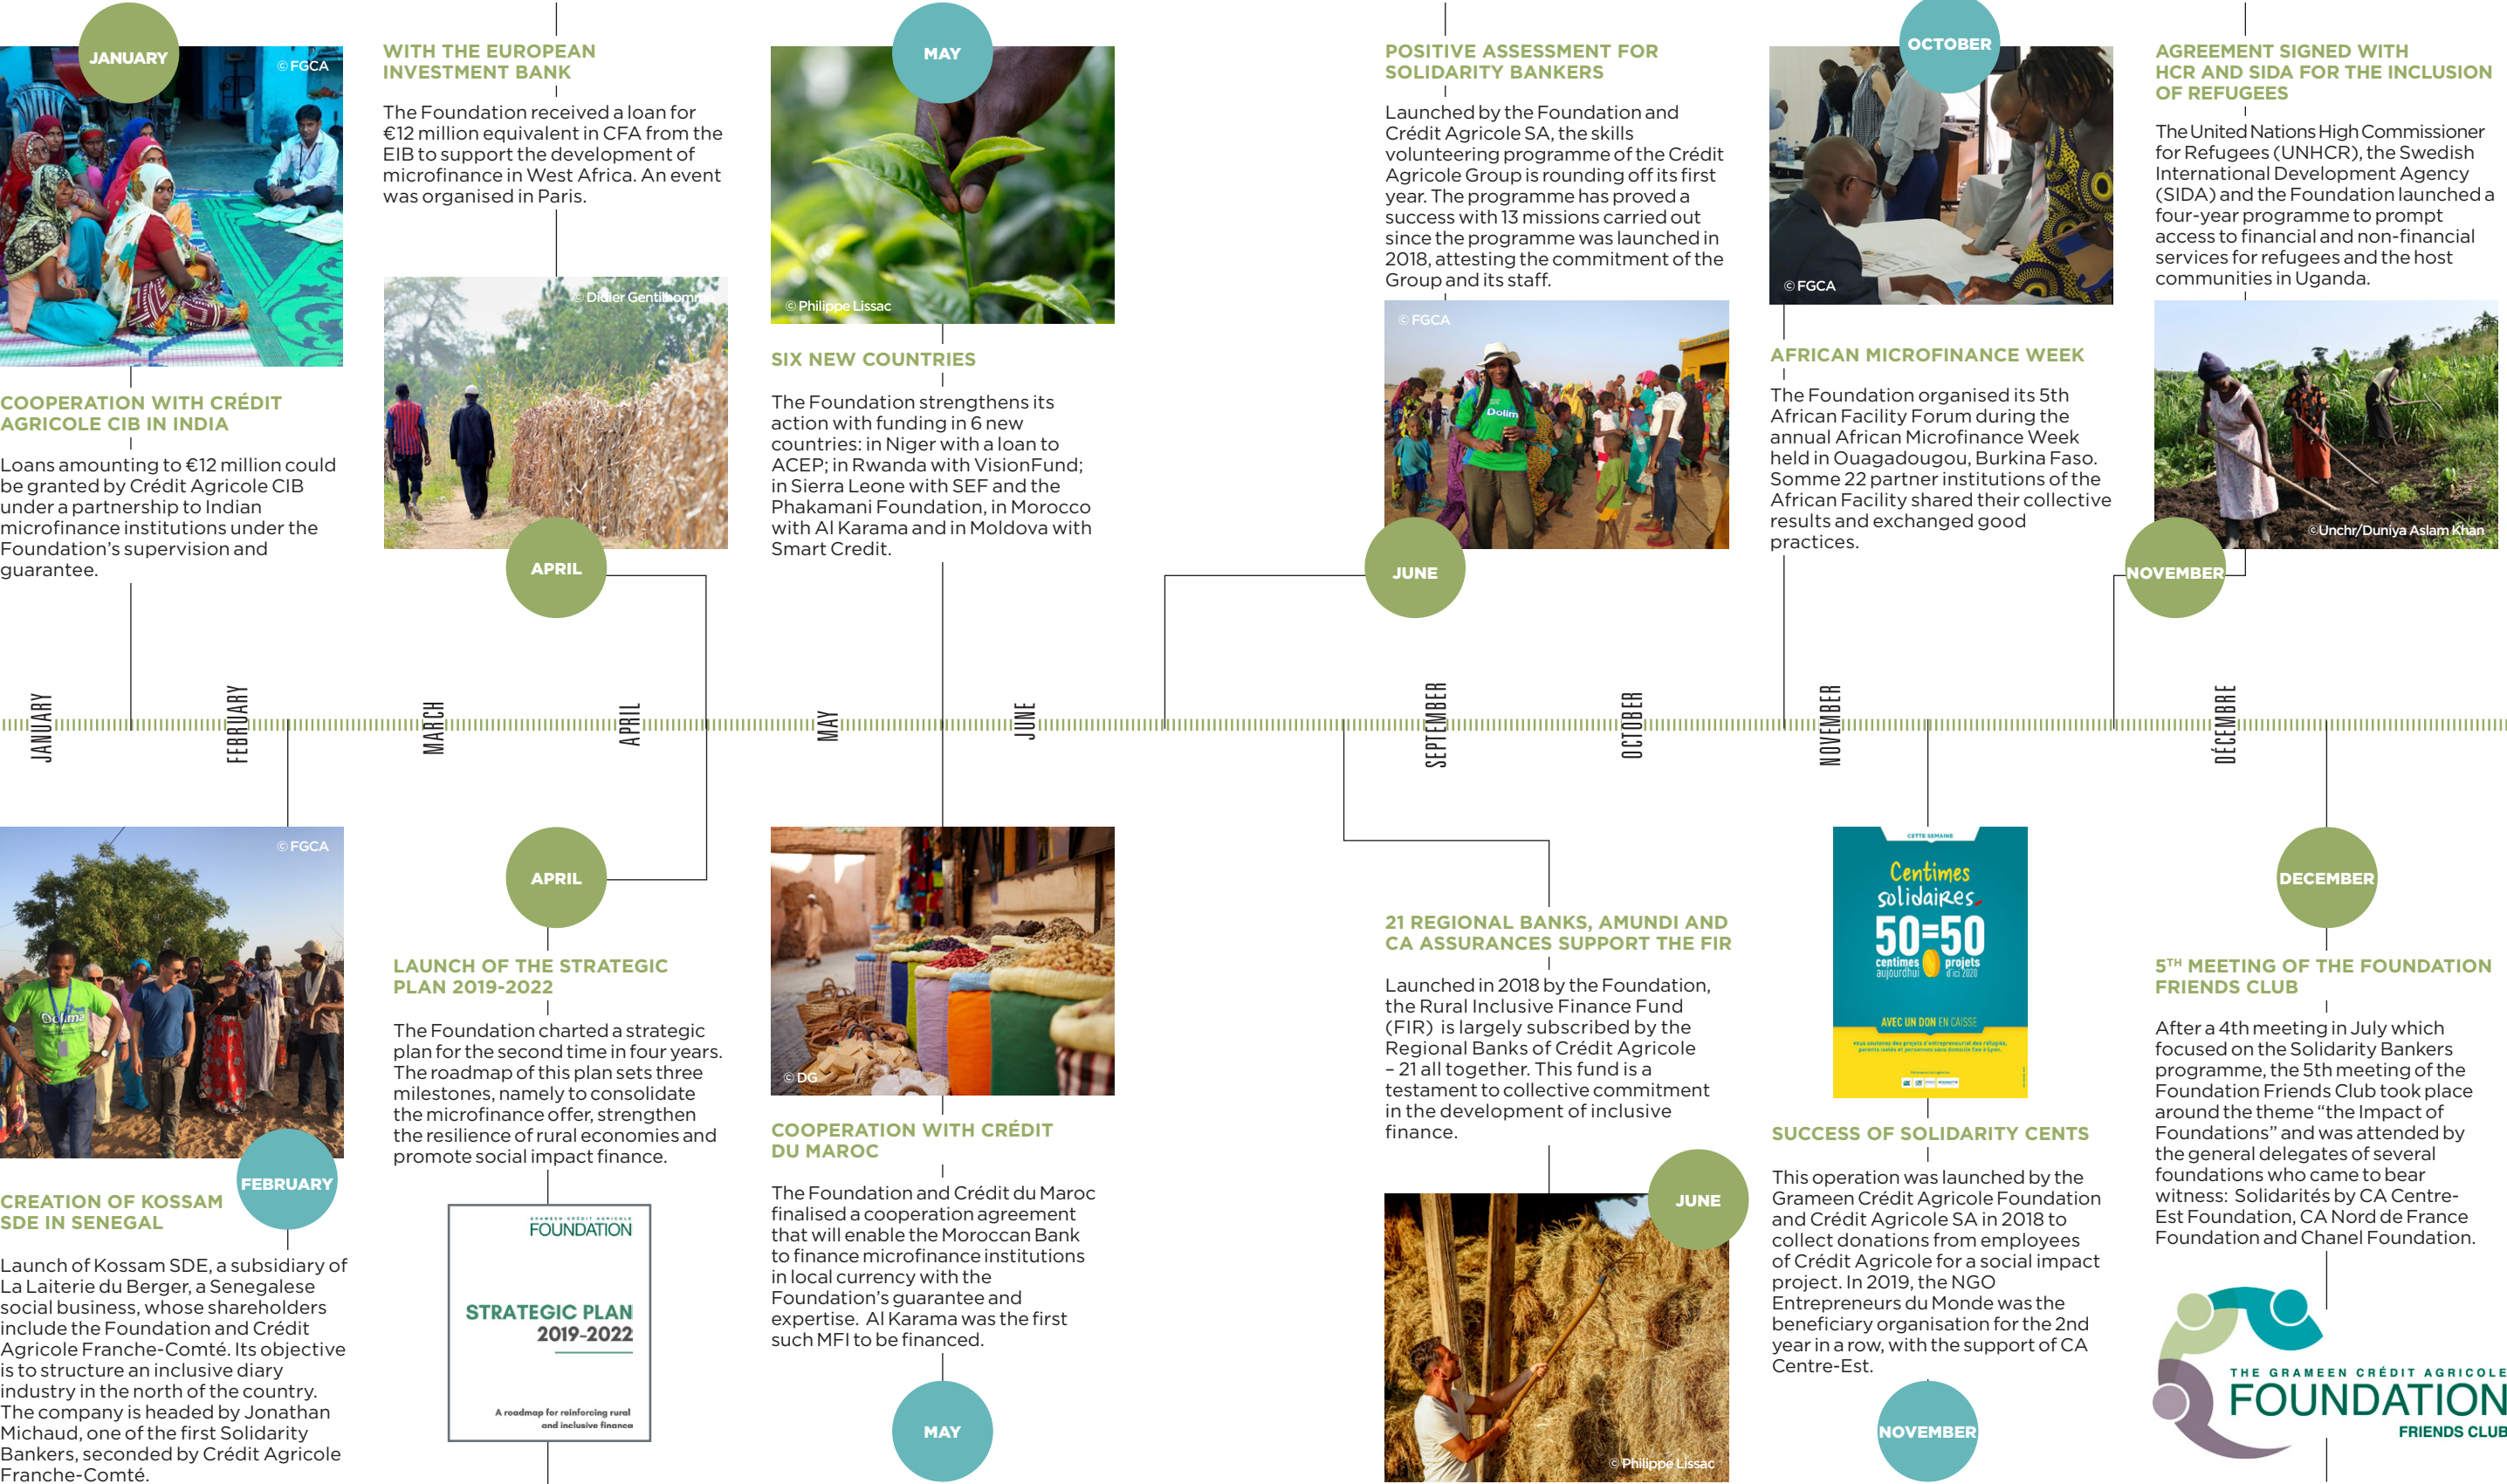 JANUARY
© FGCA
COOPERATION WITH CRÉDIT
AGRICOLE CIB IN INDIA
Loans amounting to €12 million could
be granted by Crédit Agricole CIB
under a partnership to Indian
microfinance institutions under the
Foundation's supervision and
guarantee.
WITH THE EUROPEAN
INVESTMENT BANK
The Foundation received a loan for
€12 million equivalent in CFA from the
EIB to support the development of
microfinance in West Africa. An event
was organised in Paris.
© Didier Gentilhomme
APRIL
MAY
© Philippe Lissac
SIX NEW COUNTRIES
The Foundation strengthens its
action with funding in 6 new
countries: in Niger with a loan to
ACEP; in Rwanda with VisionFund;
in Sierra Leone with SEF and the
Phakamani Foundation, in Morocco
with Al Karama and in Moldova with
Smart Credit.
POSITIVE ASSESSMENT FOR
SOLIDARITY BANKERS
Launched by the Foundation and
Crédit Agricole SA, the skills
volunteering programme of the Crédit
Agricole Group is rounding off its first
year. The programme has proved a
success with 13 missions carried out
since the programme was launched in
2018, attesting the commitment of the
Group and its staff.
© FGCA
Dolima
JUNE
OCTOBER
© FGCA
AFRICAN MICROFINANCE WEEK
The Foundation organised its 5th
African Facility Forum during the
annual African Microfinance Week
held in Ouagadougou, Burkina Faso.
Somme 22 partner institutions of the
African Facility shared their collective
results and exchanged good
practices.
AGREEMENT SIGNED WITH
HCR AND SIDA FOR THE INCLUSION
OF REFUGEES
The United Nations High Commissioner
for Refugees (UNHCR), the Swedish
International Development Agency
(SIDA) and the Foundation launched a
four-year programme to prompt
access to financial and non-financial
services for refugees and the host
communities in Uganda.
©Unchr/Duniya Aslam Khan
NOVEMBER
JANUARY
FEBRUARY
MARCH
APRIL
MAY
JUNE
SEPTEMBER
OCTOBER
NOVEMBER
DÉCEMBRE
© FGCA
Dolima
FEBRUARY
CREATION OF KOSSAM
SDE IN SENEGAL
Launch of Kossam SDE, a subsidiary of
La Laiterie du Berger, a Senegalese
social business, whose shareholders
include the Foundation and Crédit
Agricole Franche-Comté. Its objective
is to structure an inclusive diary
industry in the north of the country.
The company is headed by Jonathan
Michaud, one of the first Solidarity
Bankers, seconded by Crédit Agricole
Franche-Comté.
APRIL
LAUNCH OF THE STRATEGIC
PLAN 2019-2022
The Foundation charted a strategic
plan for the second time in four years.
The roadmap of this plan sets three
milestones, namely to consolidate
the microfinance offer, strengthen
the resilience of rural economies and
promote social impact finance.
GRAMEEN CRÉDIT AGRICOLE
FOUNDATION
STRATEGIC PLAN
2019-2022
A roadmap for reinforcing rural
and inclusive finance
© DG
COOPERATION WITH CRÉDIT
DU MAROC
The Foundation and Crédit du Maroc
finalised a cooperation agreement
that will enable the Moroccan Bank
to finance microfinance institutions
in local currency with the
Foundation's guarantee and
expertise. Al Karama was the first
such MFI to be financed.
MAY
21 REGIONAL BANKS, AMUNDI AND
CA ASSURANCES SUPPORT THE FIR
Launched in 2018 by the Foundation,
the Rural Inclusive Finance Fund
(FIR) is largely subscribed by the
Regional Banks of Crédit Agricole
– 21 all together. This fund is a
testament to collective commitment
in the development of inclusive
finance.
JUNE
© Philippe Lissac
CETTE SEMAINE
Centimes
solidaires
50=50
centimes projets
aujourd'hui d'ici 2020
AVEC UN DON EN CAISSE
vous soutenez des projets d'entrepreneuriat des réfugiés,
parents isolés et personnes sans domicile fixe à Lyon.
SUCCESS OF SOLIDARITY CENTS
This operation was launched by the
Grameen Crédit Agricole Foundation
and Crédit Agricole SA in 2018 to
collect donations from employees
of Crédit Agricole for a social impact
project. In 2019, the NGO
Entrepreneurs du Monde was the
beneficiary organisation for the 2nd
year in a row, with the support of CA
Centre-Est.
NOVEMBER
DECEMBER
5TH MEETING OF THE FOUNDATION
FRIENDS CLUB
After a 4th meeting in July which
focused on the Solidarity Bankers
programme, the 5th meeting of the
Foundation Friends Club took place
around the theme “the Impact of
Foundations” and was attended by
the general delegates of several
foundations who came to bear
witness: Solidarités by CA Centre-
Est Foundation, CA Nord de France
Foundation and Chanel Foundation.
THE GRAMEEN CRÉDIT AGRICOLE
FOUNDATION
FRIENDS CLUB